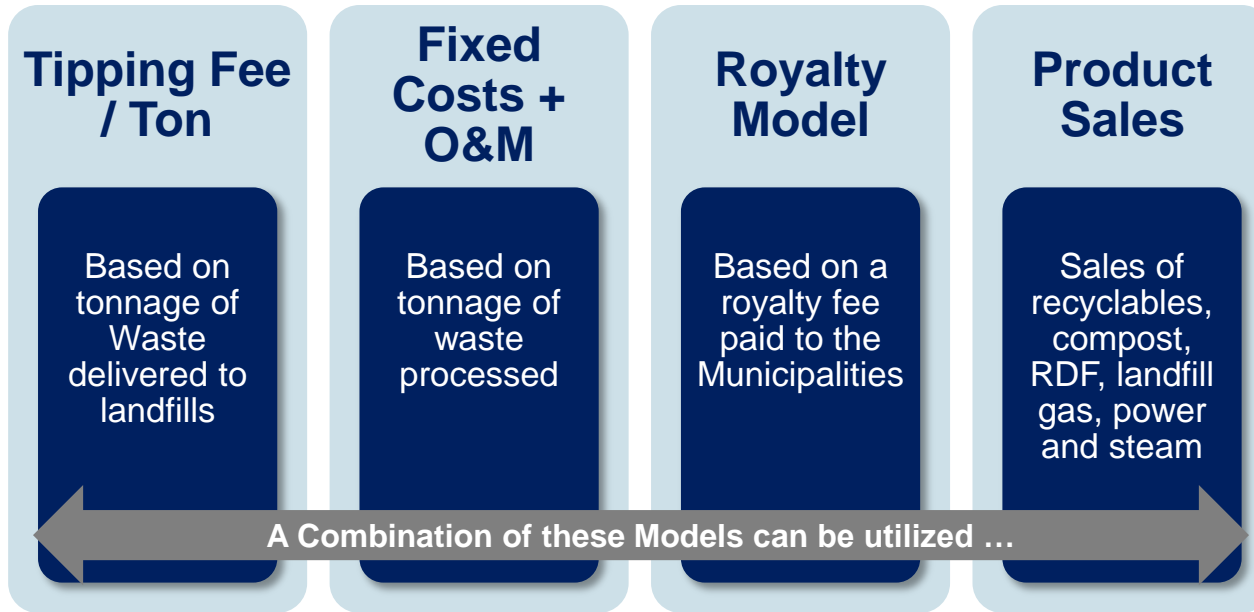 Tipping Fee
/ Ton
Based on
tonnage of
Waste
delivered to
landfills
Fixed
Costs +
O&M
Based on
tonnage of
waste
processed
Royalty
Model
Based on a
royalty fee
paid to the
Municipalities
Product
Sales
Sales of
recyclables,
compost,
RDF, landfill
gas, power
and steam
A Combination of these Models can be utilized …